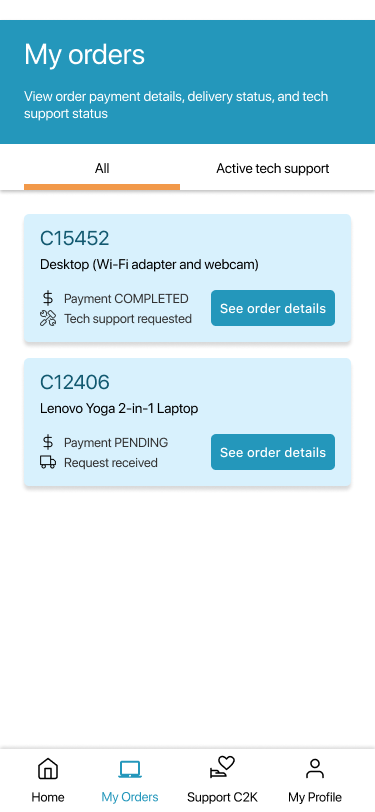 My orders
View order payment details, delivery status, and tech
support status
All
Active tech support
C15452
Desktop (Wi-Fi adapter and webcam)
Payment COMPLETED
Tech support requested
See order details
C12406
Lenovo Yoga 2-in-1 Laptop
Payment PENDING
Request received
See order details
Home
My Orders
Support C2K
My Profile